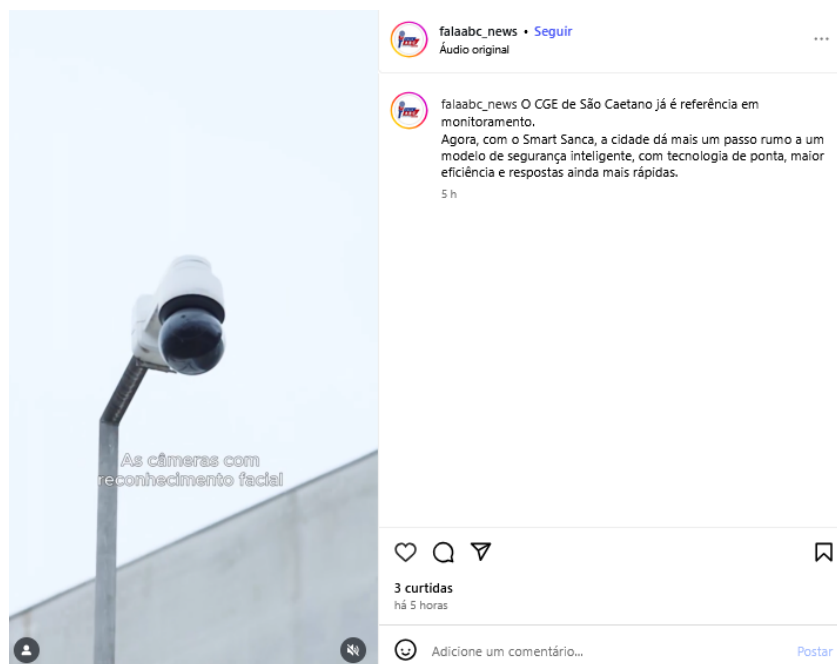 falaabc_news • Seguir
Áudio original
falaabc_news O CGE de São Caetano já é referência em
monitoramento.
Agora, com o Smart Sanca, a cidade dá mais um passo rumo a um
modelo de segurança inteligente, com tecnologia de ponta, maior
eficiência e respostas ainda mais rápidas.
5 h
As câmeras com
reconhecimento facial
3 curtidas
há 5 horas
Adicione um comentário...
Postar